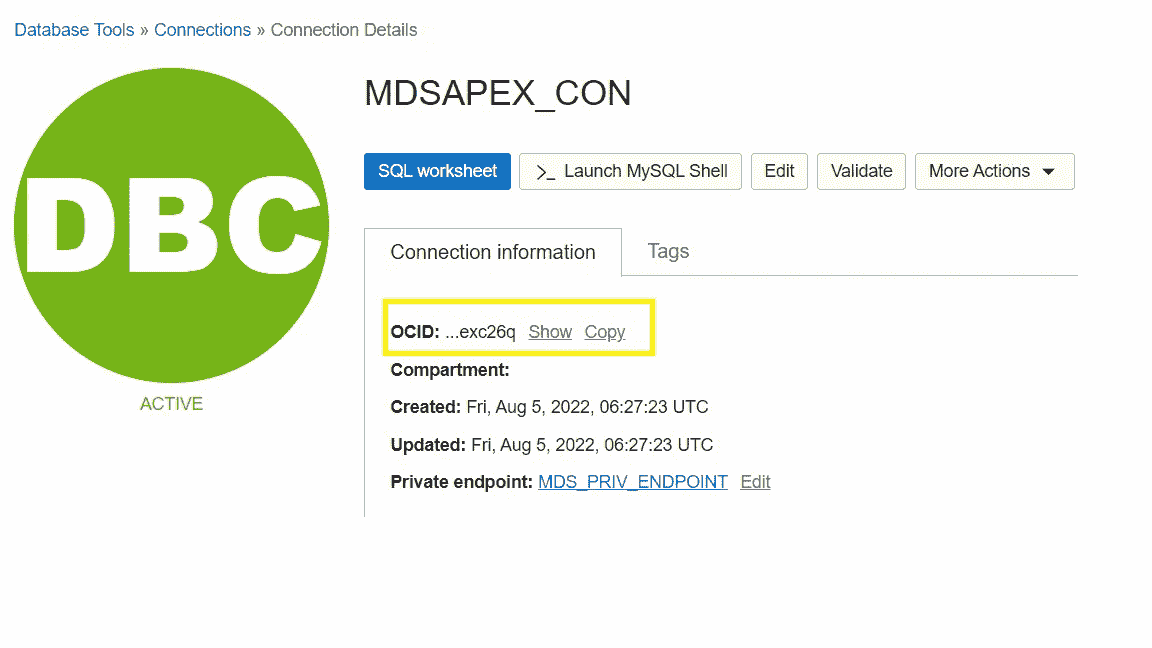 Database Tools » Connections » Connection Details
DBC
ACTIVE
MDSAPEX_CON
SQL worksheet >_ Launch MySQL Shell Edit Validate More Actions
Connection information Tags
OCID: ...exc26q Show Copy
Compartment:
Created: Fri, Aug 5, 2022, 06:27:23 UTC
Updated: Fri, Aug 5, 2022, 06:27:23 UTC
Private endpoint: MDS_PRIV_ENDPOINT Edit